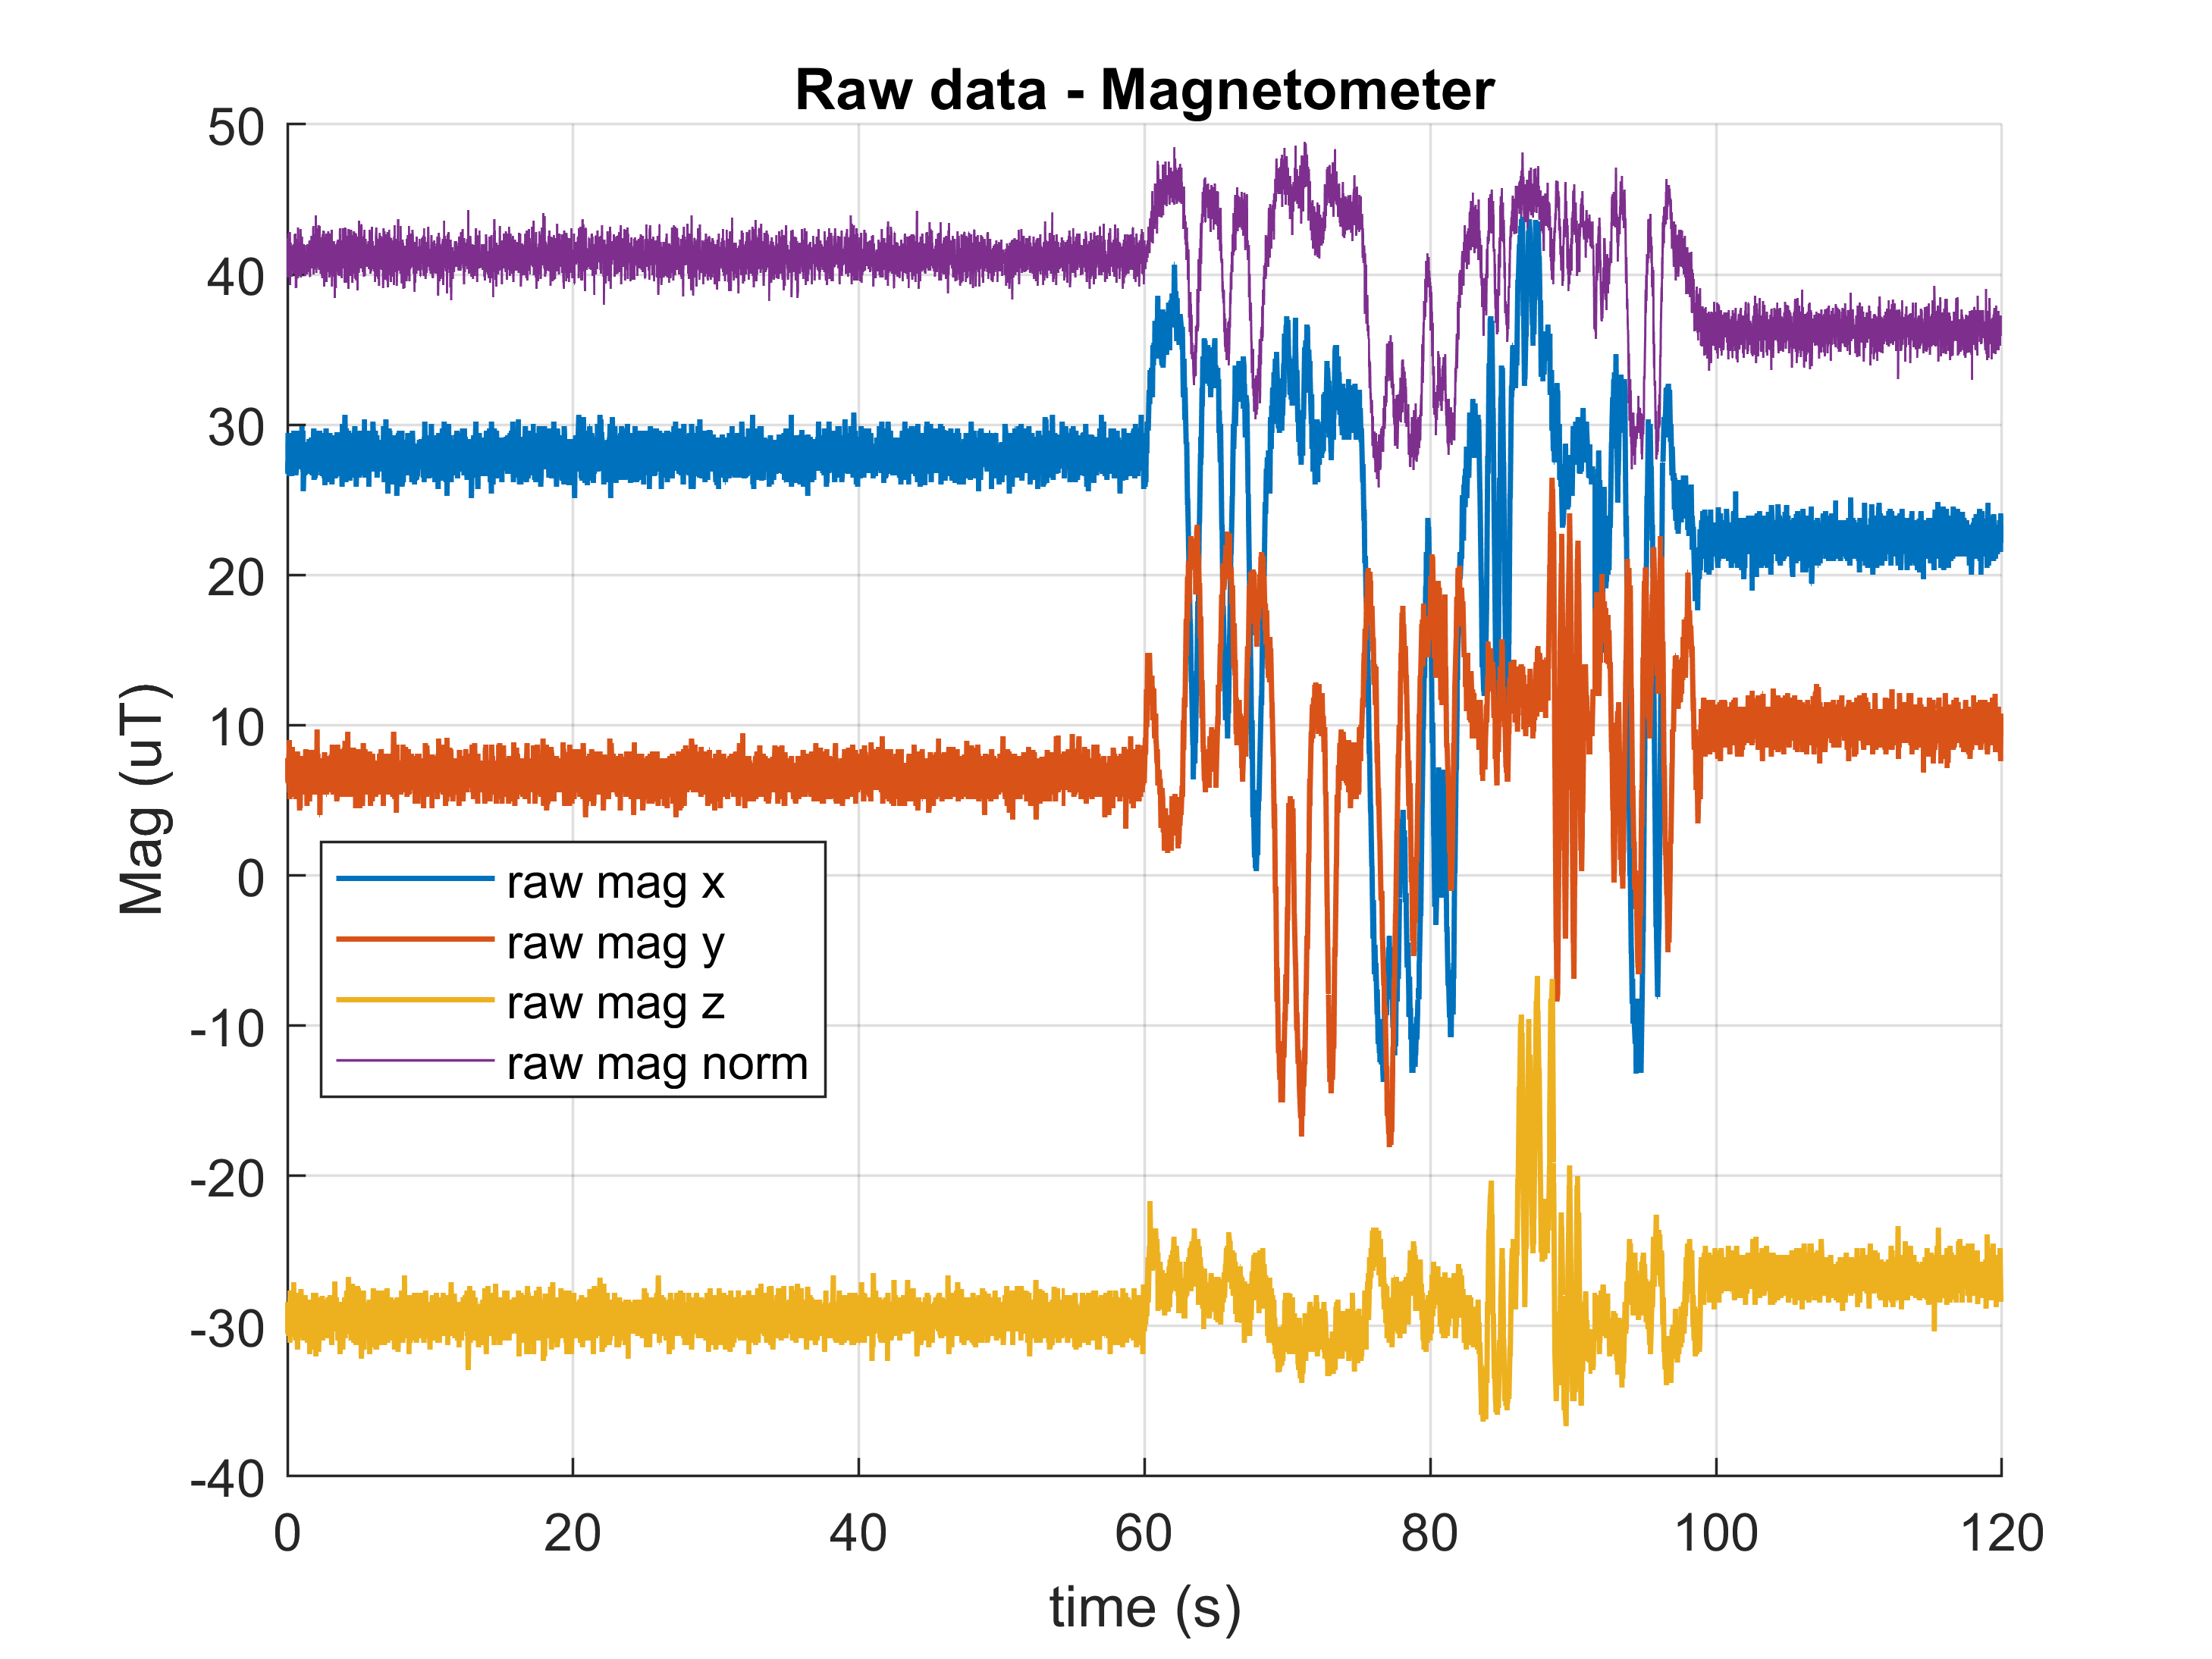 Raw data - Magnetometer
50
40
30
20
10
0
-10
-20
-30
-40
Mag (uT)
raw mag x
raw mag y
raw mag z
raw mag norm
0 20 40 60 80 100 120
time (s)